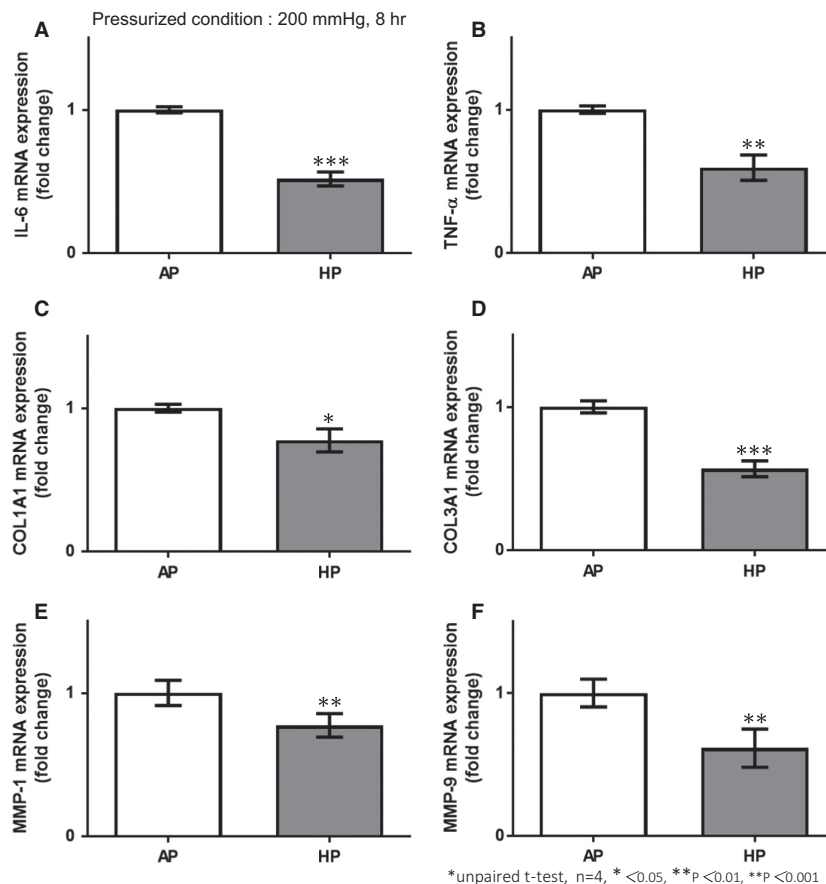 Pressurized condition : 200 mmHg, 8 hr
A
IL-6 mRNA expression
(fold change)
1
0
***
AP
HP
B
TNF-α mRNA expression
(fold change)
1
0
**
AP
HP
C
COL1A1 mRNA expression
(fold change)
1
0
*
AP
HP
D
COL3A1 mRNA expression
(fold change)
1
0
***
AP
HP
E
MMP-1 mRNA expression
(fold change)
1
0
**
AP
HP
F
MMP-9 mRNA expression
(fold change)
1
0
**
AP
HP
*unpaired t-test, n=4, * <0.05, **P <0.01, **P <0.001